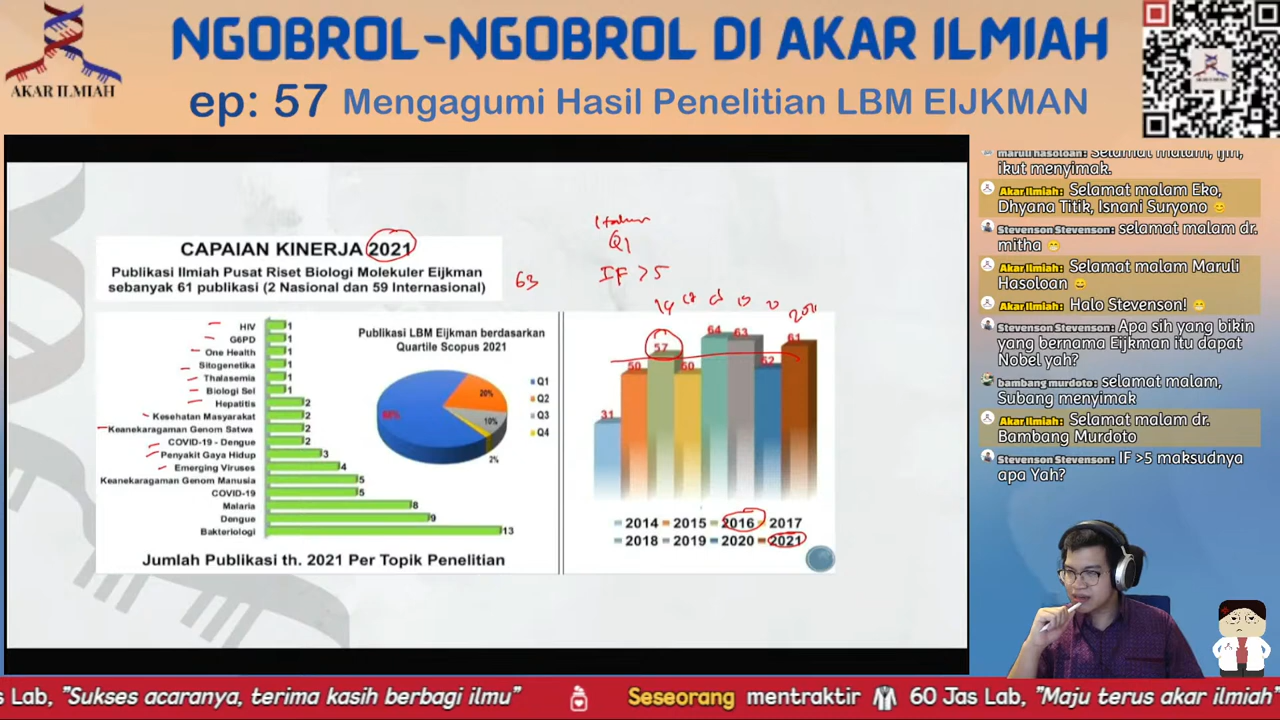 NGOBROL-NGOBROL DI AKAR ILMIAH
AKAR ILMIAH
ep: 57 Mengagumi Hasil Penelitian LBM EIJKMAN
CAPAIAN KINERJA 2021
Publikasi Ilmiah Pusat Riset Biologi Molekuler Eijkman
sebanyak 61 publikasi (2 Nasional dan 59 Internasional)
63
Q1
IF >5
HIV 1
G6PD 1
One Health 1
Sitogenetika 1
Thalasemia 1
Biologi Sel 1
Hepatitis 2
Kesehatan Masyarakat 2
Keanekaragaman Genom Satwa 2
COVID-19 - Dengue 2
Penyakit Gaya Hidup 3
Emerging Viruses 4
Keanekaragaman Genom Manusia 5
COVID-19 5
Malaria 8
Dengue 9
Bakteriologi 13
Jumlah Publikasi th. 2021 Per Topik Penelitian
Publikasi LBM Eijkman berdasarkan
Quartile Scopus 2021
68%
20%
10%
2%
Q1
Q2
Q3
Q4
31
50
57
50
64
63
52
61
2014 2015 2016 2017
2018 2019 2020 2021
maruli hasoloan: Selamat malam, ijin,
ikut menyimak.
Akar Ilmiah: Selamat malam Eko,
Dhyana Titik, Isnani Suryono
Stevenson Stevenson: selamat malam dr.
mitha
Akar Ilmiah: Selamat malam Maruli
Hasoloan
Akar Ilmiah: Halo Stevenson!
Stevenson Stevenson: Apa sih yang bikin
yang bernama Eijkman itu dapat
Nobel yah?
bambang murdoto: selamat malam,
Subang menyimak
Akar Ilmiah: Selamat malam dr.
Bambang Murdoto
Stevenson Stevenson: IF >5 maksudnya
apa Yah?
s Lab, "Sukses acaranya, terima kasih berbagi ilmu" Seseorang mentraktir 60 Jas Lab, "Maju terus akar ilmiah"